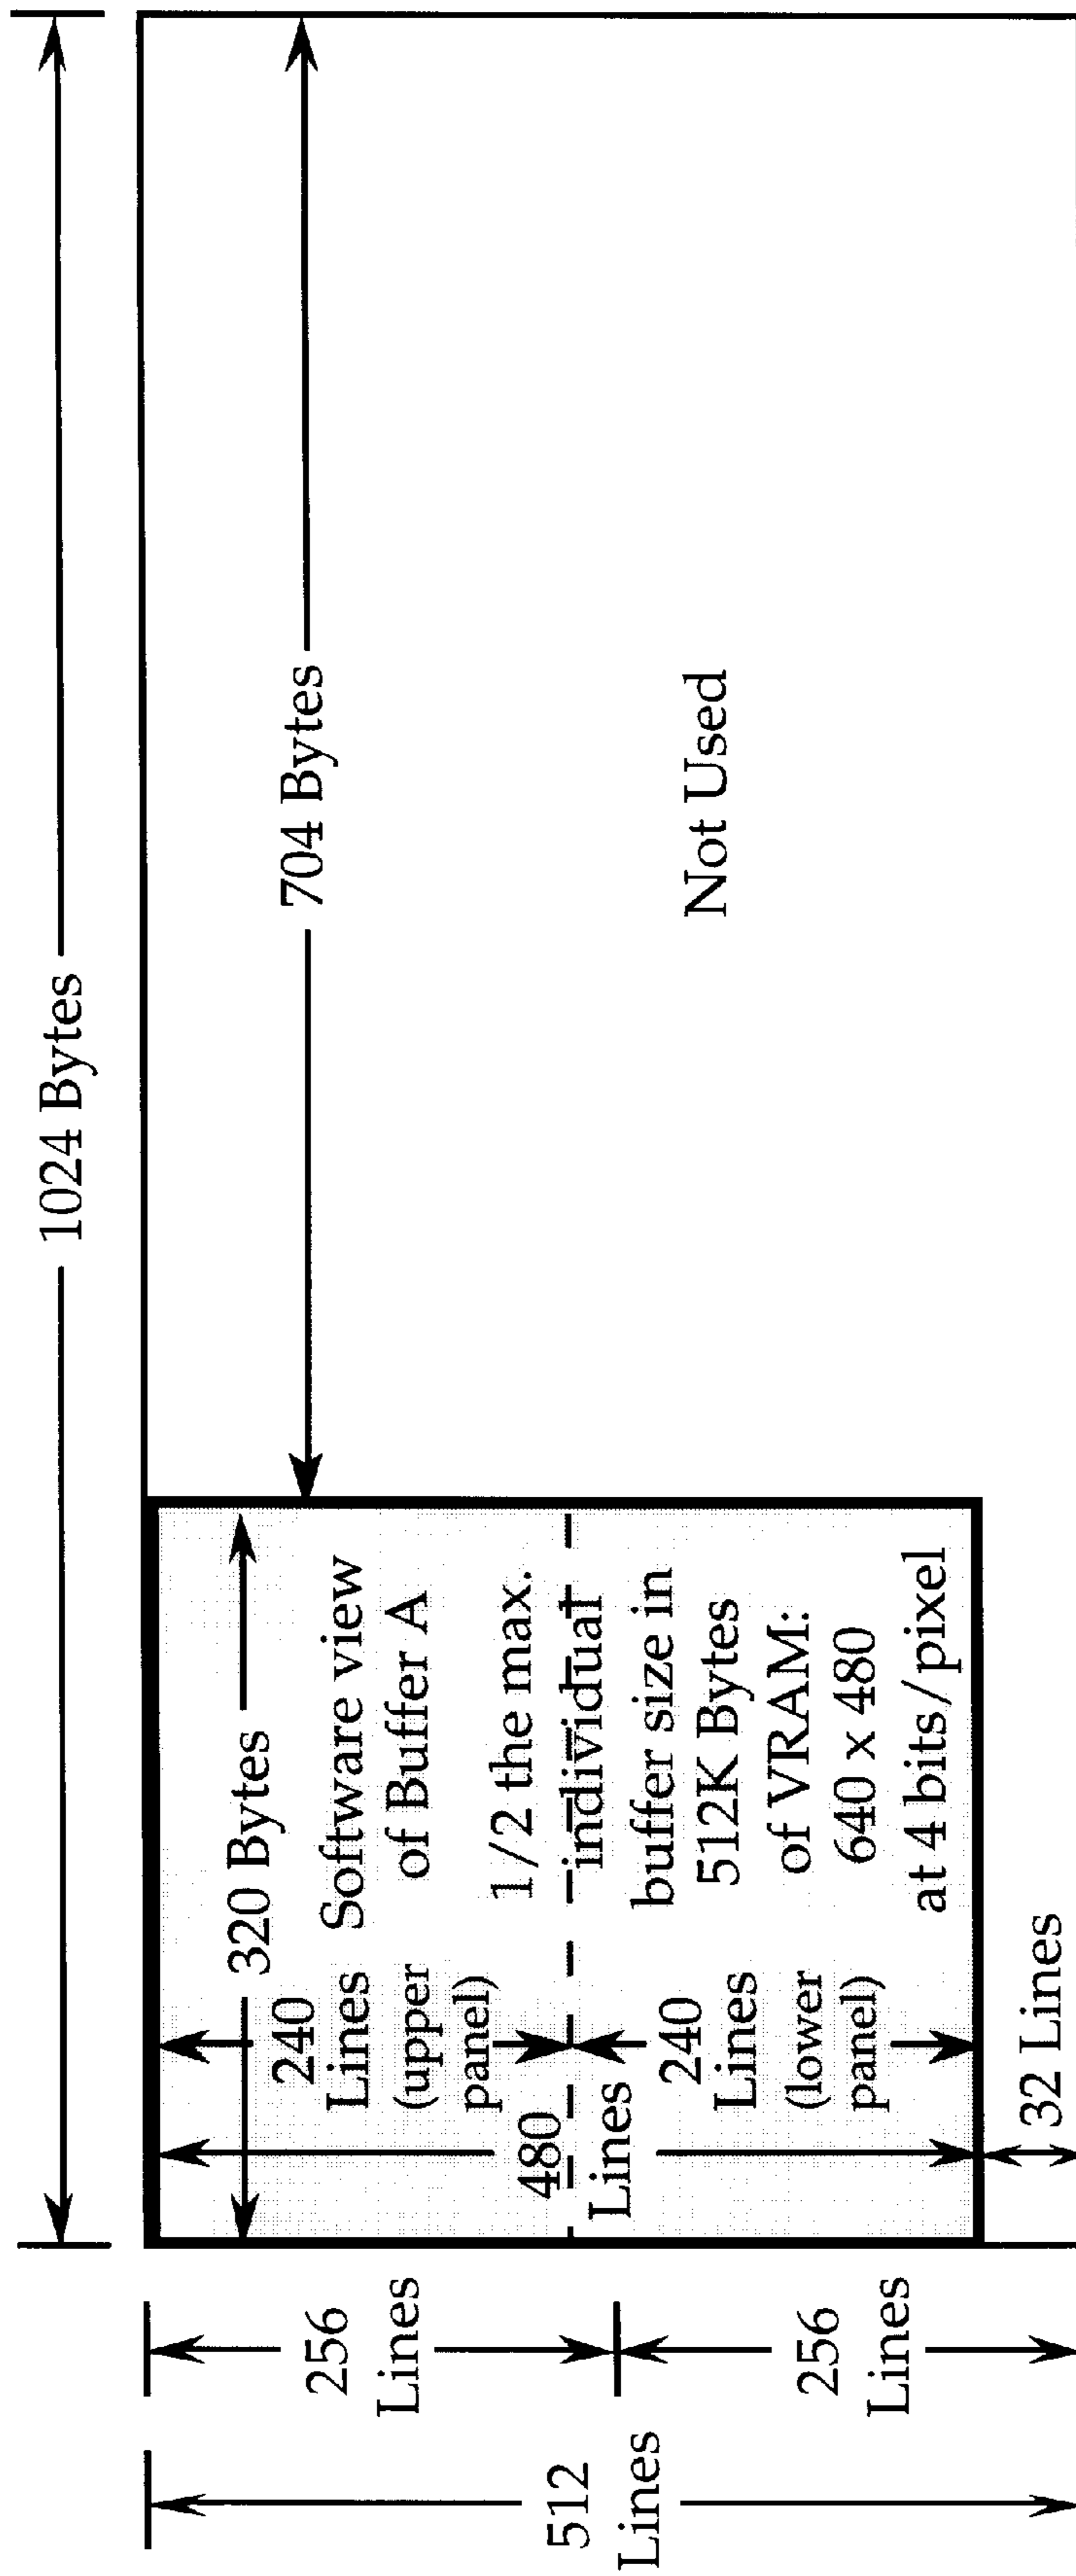 1024 Bytes
704 Bytes
320 Bytes
Software view
of Buffer A
1/2 the max.
individual
buffer size in
512K Bytes
of VRAM:
640 x 480
at 4 bits/pixel
240
Lines
(upper
panel)
480
Lines
240
Lines
(lower
panel)
Not Used
32 Lines
256
Lines
256
Lines
512
Lines